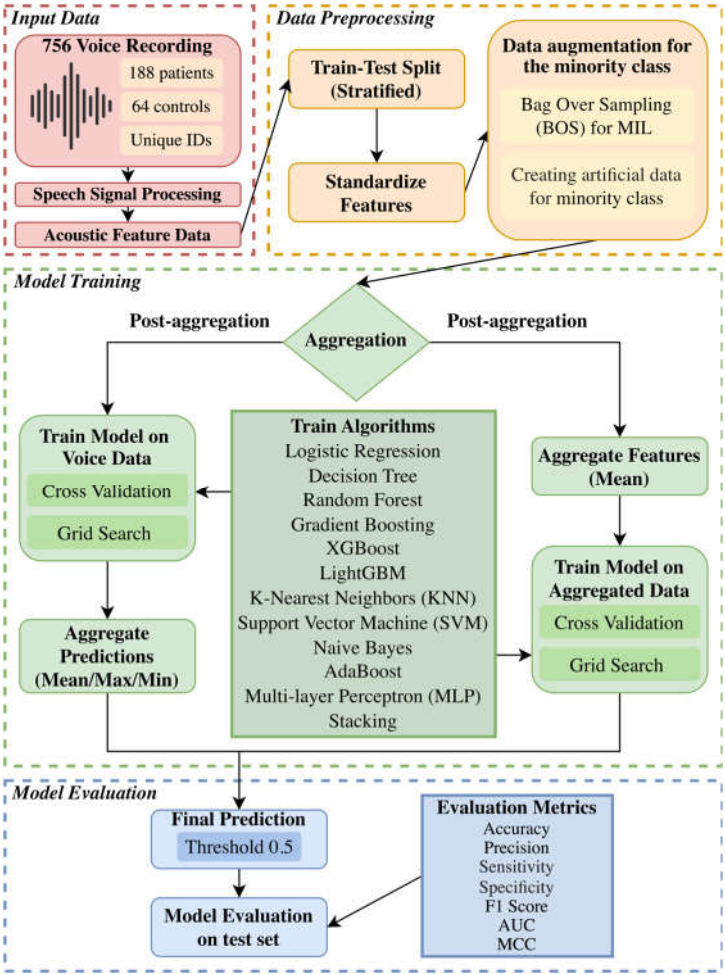 Input Data
756 Voice Recording
188 patients
64 controls
Unique IDs
Speech Signal Processing
Acoustic Feature Data
Data Preprocessing
Train-Test Split
(Stratified)
Standardize
Features
Data augmentation for
the minority class
Bag Over Sampling
(BOS) for MIL
Creating artificial data
for minority class
Model Training
Aggregation
Post-aggregation
Post-aggregation
Train Model on
Voice Data
Cross Validation
Grid Search
Aggregate
Predictions
(Mean/Max/Min)
Train Algorithms
Logistic Regression
Decision Tree
Random Forest
Gradient Boosting
XGBoost
LightGBM
K-Nearest Neighbors (KNN)
Support Vector Machine (SVM)
Naive Bayes
AdaBoost
Multi-layer Perceptron (MLP)
Stacking
Aggregate Features
(Mean)
Train Model on
Aggregated Data
Cross Validation
Grid Search
Model Evaluation
Final Prediction
Threshold 0.5
Model Evaluation
on test set
Evaluation Metrics
Accuracy
Precision
Sensitivity
Specificity
F1 Score
AUC
MCC